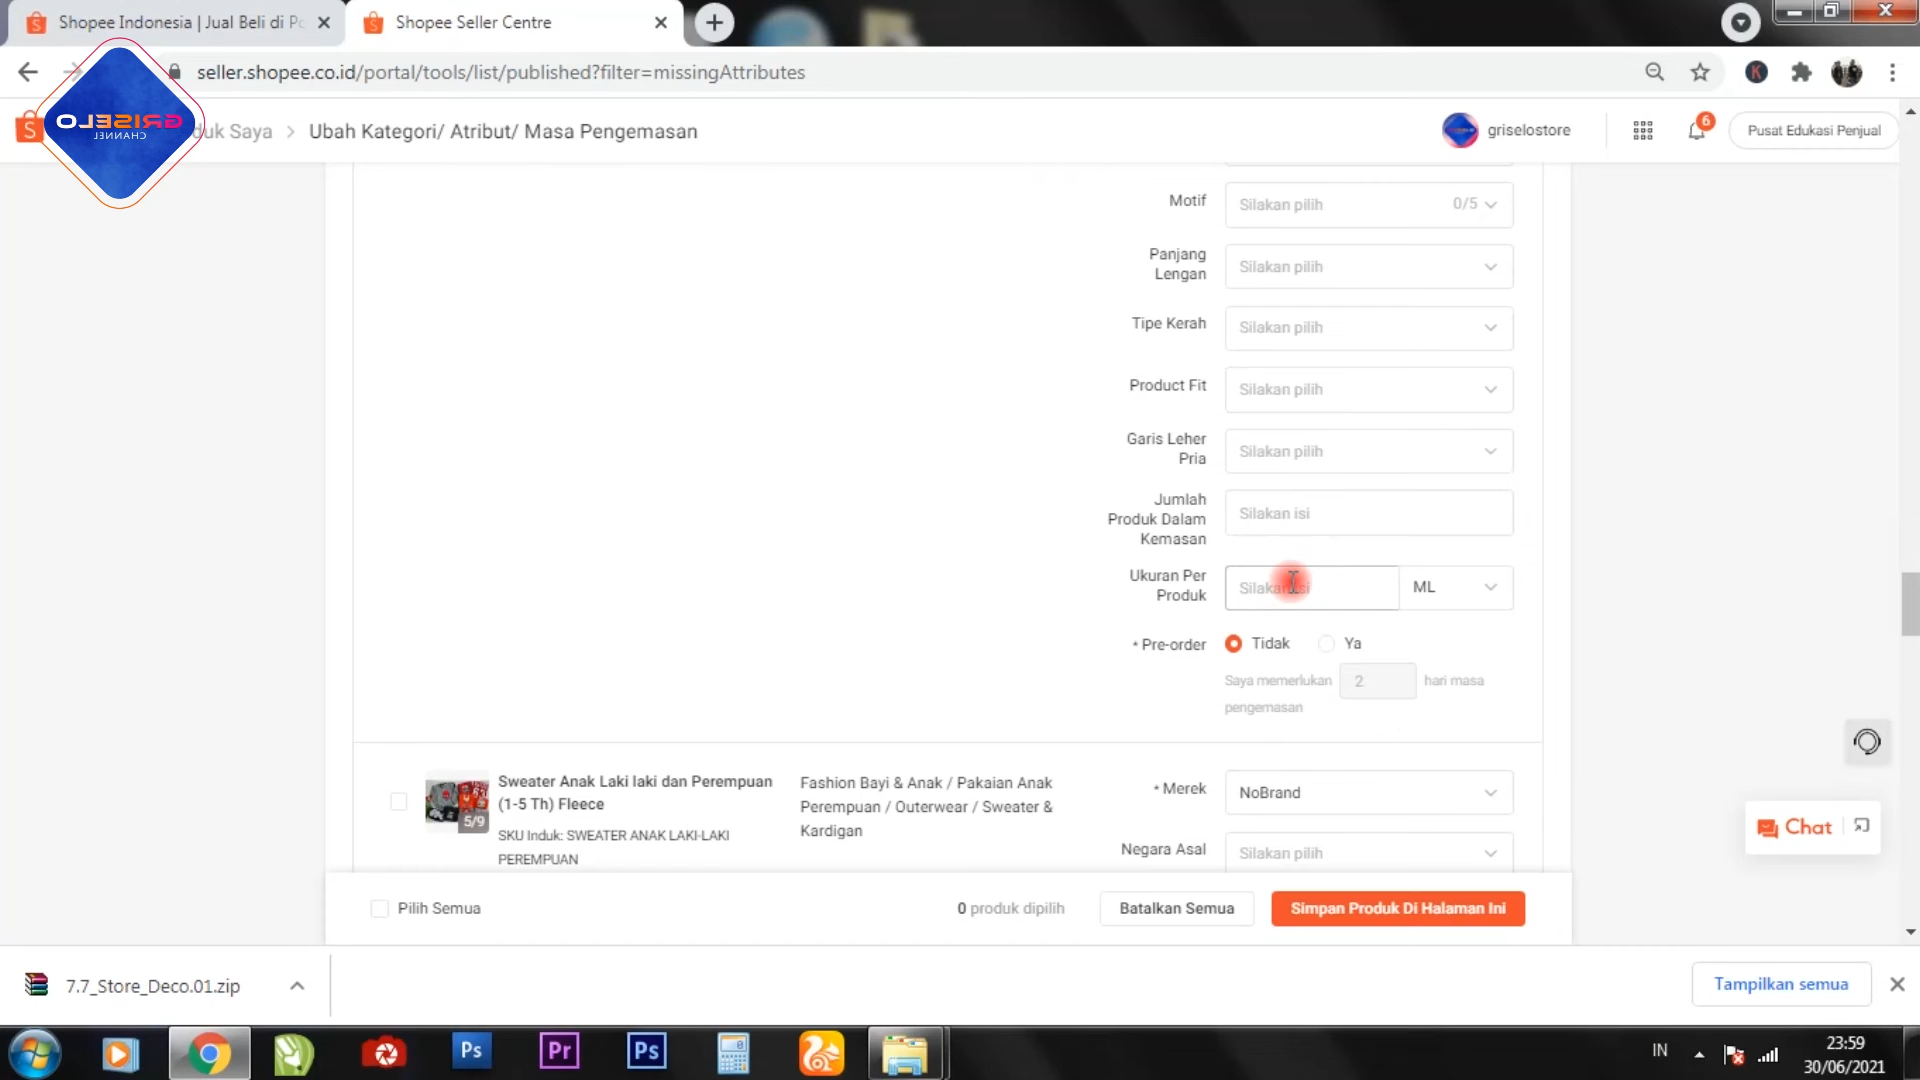 Shopee Indonesia | Jual Beli di Po
Shopee Seller Centre
seller.shopee.co.id/portal/tools/list/published?filter=missingAttributes
GRISELO
CHANNEL
duk Saya > Ubah Kategori/ Atribut/ Masa Pengemasan
griselostore
6
Pusat Edukasi Penjual
Motif
Silakan pilih
0/5
Panjang
Lengan
Silakan pilih
Tipe Kerah
Silakan pilih
Product Fit
Silakan pilih
Garis Leher
Pria
Silakan pilih
Jumlah
Produk Dalam
Kemasan
Silakan isi
Ukuran Per
Produk
Silakan isi
ML
* Pre-order
Tidak
Ya
Saya memerlukan 2 hari masa
pengemasan
5/9
Sweater Anak Laki laki dan Perempuan
(1-5 Th) Fleece
SKU Induk: SWEATER ANAK LAKI-LAKI
PEREMPUAN
Fashion Bayi & Anak / Pakaian Anak
Perempuan / Outerwear / Sweater &
Kardigan
* Merek
NoBrand
Negara Asal
Silakan pilih
Chat
Pilih Semua
0 produk dipilih
Batalkan Semua
Simpan Produk Di Halaman Ini
7.7_Store_Deco.01.zip
Tampilkan semua
Ps
Pr
Ps
IN
23:59
30/06/2021